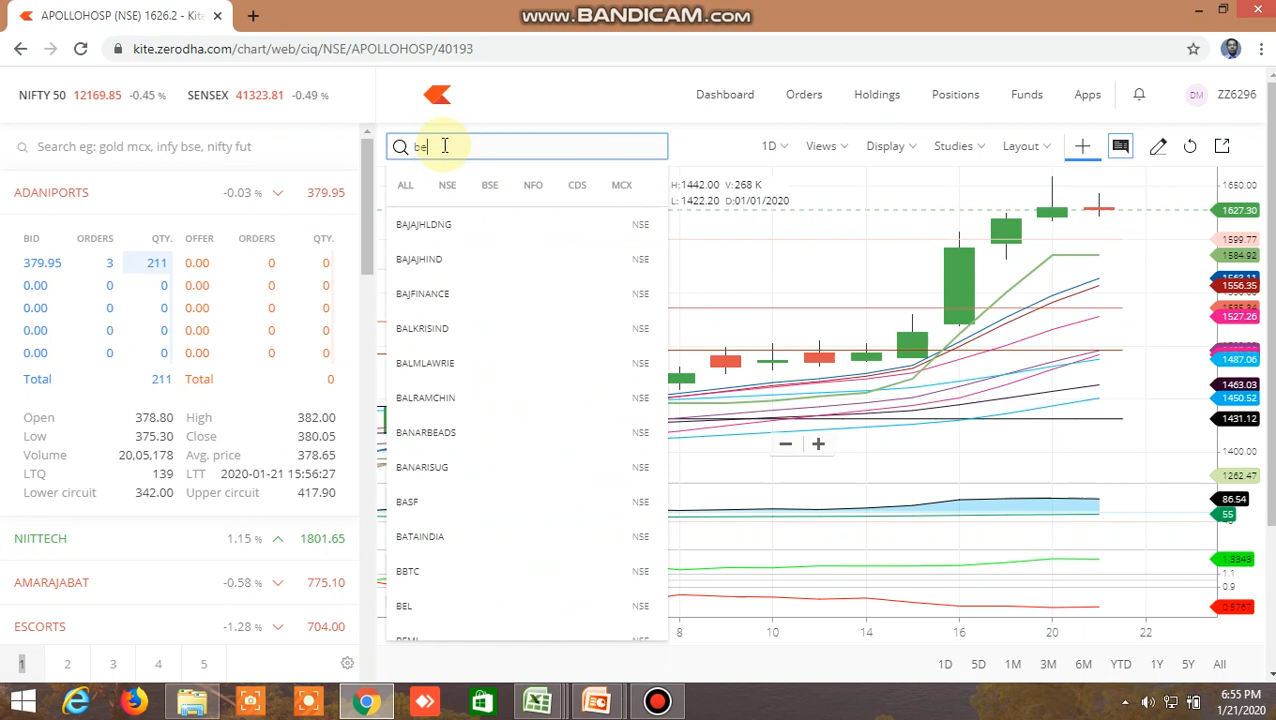 www.BANDICAM.com
APOLLOHOSP (NSE) 1626.2 - Kite
kite.zerodha.com/chart/web/ciq/NSE/APOLLOHOSP/40193
NIFTY 50 12169.85 -0.45 % SENSEX 41323.81 -0.49 %
Dashboard Orders Holdings Positions Funds Apps DM ZZ6296
Search eg: gold mcx, infy bse, nifty fut
be
1D Views Display Studies Layout
ALL NSE BSE NFO CDS MCX
H:1442.00 V: 268 K
L: 1422.20 D:01/01/2020
ADANIPORTS -0.03 % 379.95
BID ORDERS QTY. OFFER ORDERS QTY.
379.95 3 211 0.00 0 0
0.00 0 0 0.00 0 0
0.00 0 0 0.00 0 0
0.00 0 0 0.00 0 0
0.00 0 0 0.00 0 0
Total 211 Total 0
Open 378.80 High 382.00
Low 375.30 Close 380.05
Volume 20,05,178 Avg. price 378.65
LTQ 139 LTT 2020-01-21 15:56:27
Lower circuit 342.00 Upper circuit 417.90
NIITTECH 1.15 % 1801.65
AMARAJABAT -0.58 % 775.10
ESCORTS -1.28 % 704.00
1 2 3 4 5
BAJAJHLDNG NSE
BAJAJHIND NSE
BAJFINANCE NSE
BALKRISIND NSE
BALMLAWRIE NSE
BALRAMCHIN NSE
BANARBEADS NSE
BANARISUG NSE
BASF NSE
BATAINDIA NSE
BBTC NSE
BEL NSE
1650.00
1627.30
1599.77
1584.92
1556.35
1527.26
1487.06
1463.03
1450.52
1431.12
1400.00
1262.47
86.54
55
1.3343
1.1
0.9
8 10 14 16 20 22
1D 5D 1M 3M 6M YTD 1Y 5Y All
6:55 PM
1/21/2020